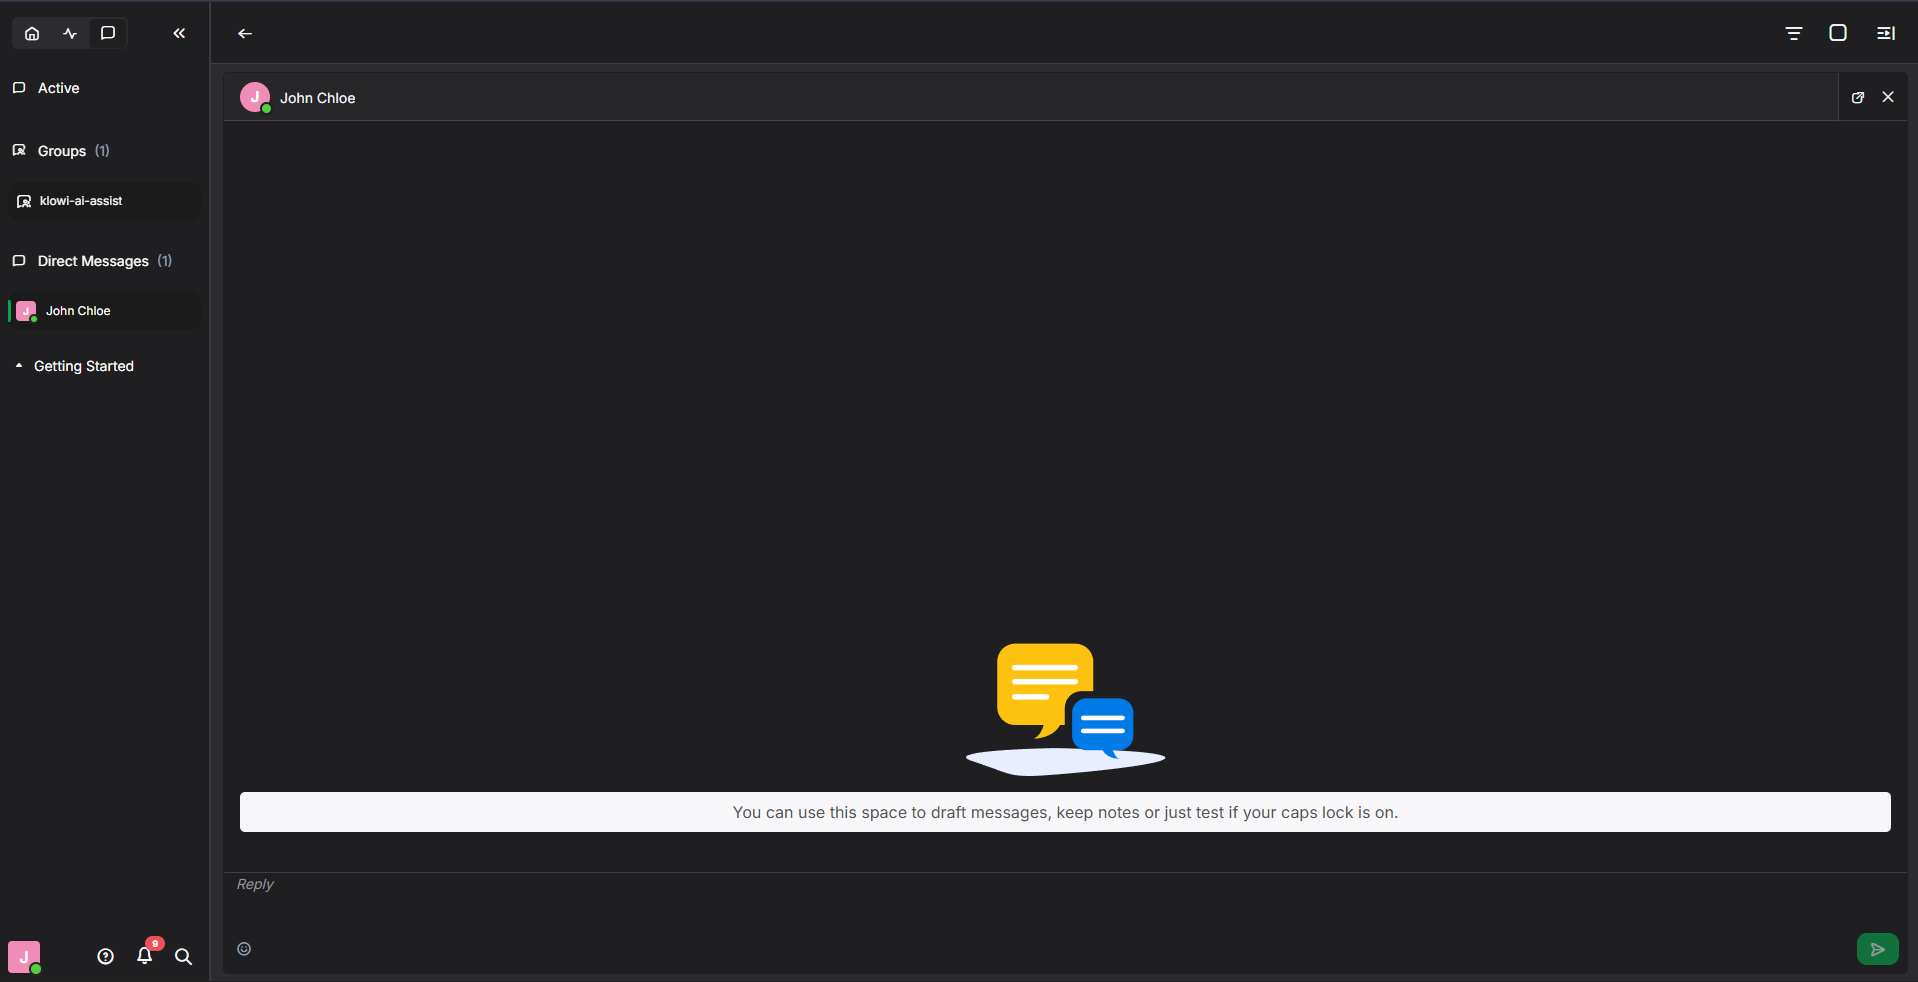 Active
Groups (1)
klowi-ai-assist
Direct Messages (1)
J
John Chloe
Getting Started
J
9
J
John Chloe
You can use this space to draft messages, keep notes or just test if your caps lock is on.
Reply